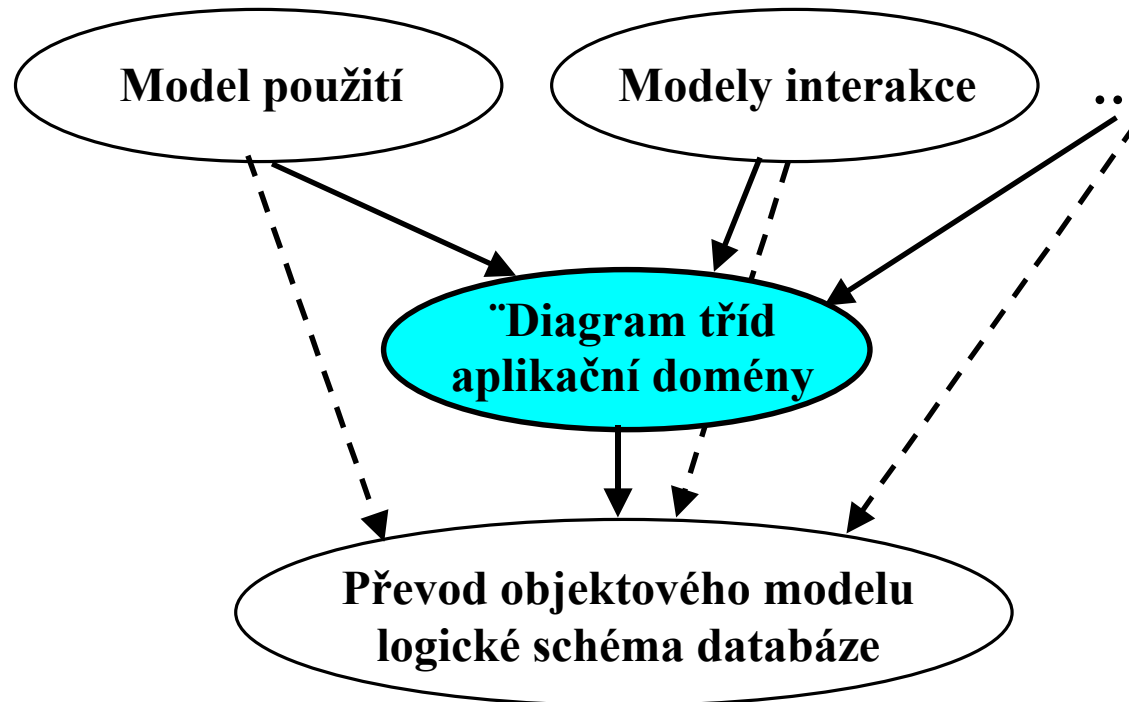 Model použití
Modely interakce
..
¨Diagram tříd
aplikační domény
Převod objektového modelu
logické schéma databáze